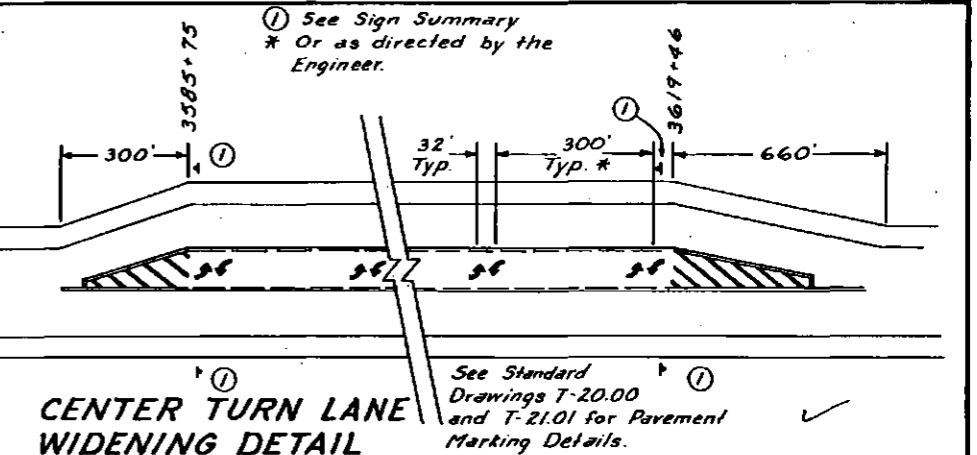 ① See Sign Summary
* Or as directed by the
Engineer.
3585+75
3619+46
①
300'
①
32'
Typ.
300'
Typ. *
660'
①
①
See Standard
Drawings T-20.00
and T-21.01 for Pavement
Marking Details.
CENTER TURN LANE
WIDENING DETAIL